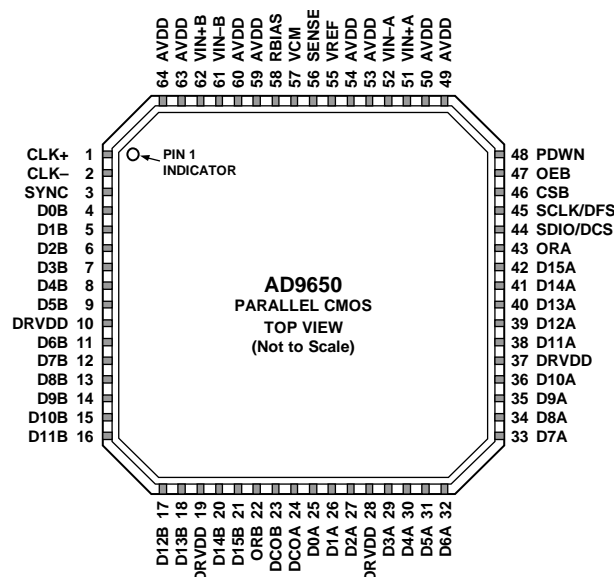 64 AVDD
63 AVDD
62 VIN+B
61 VIN–B
60 AVDD
59 AVDD
58 RBIAS
57 VCM
56 SENSE
55 VREF
54 AVDD
53 AVDD
52 VIN–A
51 VIN+A
50 AVDD
49 AVDD
CLK+ 1
CLK– 2
SYNC 3
D0B 4
D1B 5
D2B 6
D3B 7
D4B 8
D5B 9
DRVDD 10
D6B 11
D7B 12
D8B 13
D9B 14
D10B 15
D11B 16
PIN 1
INDICATOR
AD9650
PARALLEL CMOS
TOP VIEW
(Not to Scale)
48 PDWN
47 OEB
46 CSB
45 SCLK/DFS
44 SDIO/DCS
43 ORA
42 D15A
41 D14A
40 D13A
39 D12A
38 D11A
37 DRVDD
36 D10A
35 D9A
34 D8A
33 D7A
D12B 17
D13B 18
DRVDD 19
D14B 20
D15B 21
ORB 22
DCOB 23
DCOA 24
D0A 25
D1A 26
D2A 27
DRVDD 28
D3A 29
D4A 30
D5A 31
D6A 32